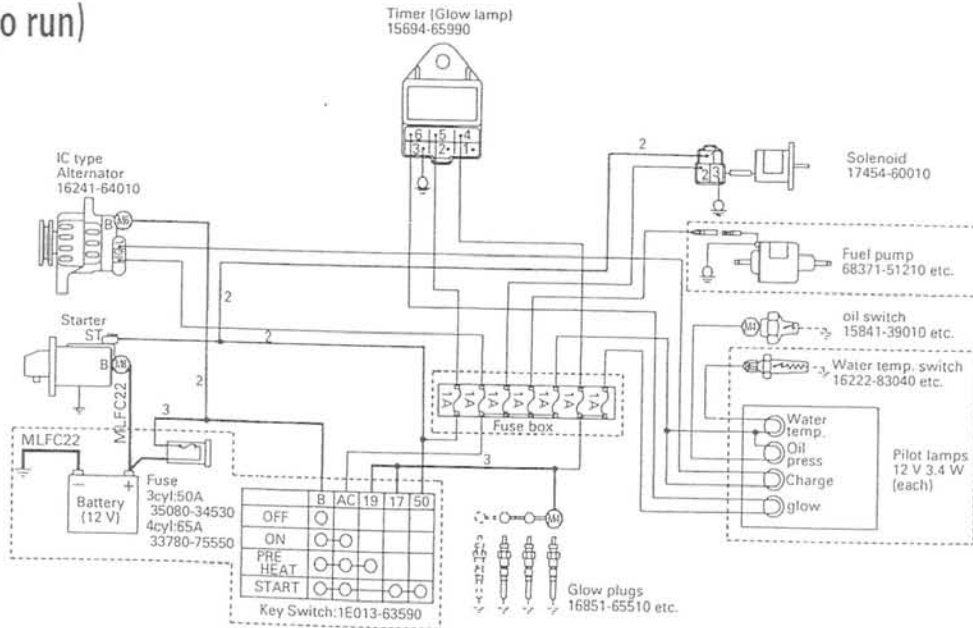 o run)
Timer (Glow lamp)
15694-65990
6 5 4
3 2 1
IC type
Alternator
16241-64010
B
M6
2
2
3
Solenoid
17454-60010
Fuel pump
68371-51210 etc.
M4
oil switch
15841-39010 etc.
Water temp. switch
16222-83040 etc.
Starter
ST
B
M8
2
2
2
3
MLFC22
MLFC22
Battery
(12 V)
Fuse
3cyl:50A
35080-34530
4cyl:65A
33780-75550
1A 1A 1A 1A 1A 1A
Fuse box
3
Water
temp.
Oil
press
Charge
glow
Pilot lamps
12 V 3.4 W
(each)
B AC 19 17 50
OFF
ON
PRE
HEAT
START
Key Switch:1E013-63590
M4
Glow plugs
16851-65510 etc.